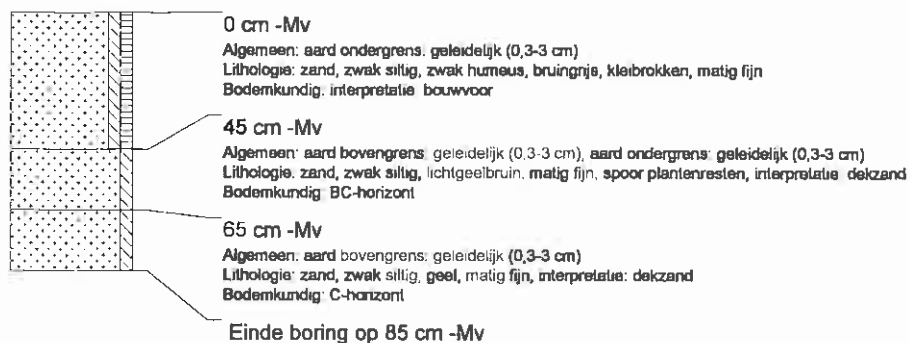 0 cm -Mv
Algemeen: aard ondergrens: geleidelijk (0,3-3 cm)
Lithologie: zand, zwak siltig, zwak humeus, bruingrijs, kleibrokken, matig fijn
Bodemkundig: interpretatie: bouwvoor
45 cm -Mv
Algemeen: aard bovengrens: geleidelijk (0,3-3 cm), aard ondergrens: geleidelijk (0,3-3 cm)
Lithologie: zand, zwak siltig, lichtgeelbruin, matig fijn, spoor plantenresten, interpretatie: dekzand
Bodemkundig: BC-horizont
65 cm -Mv
Algemeen: aard bovengrens: geleidelijk (0,3-3 cm)
Lithologie: zand, zwak siltig, geel, matig fijn, interpretatie: dekzand
Bodemkundig: C-horizont
Einde boring op 85 cm -Mv